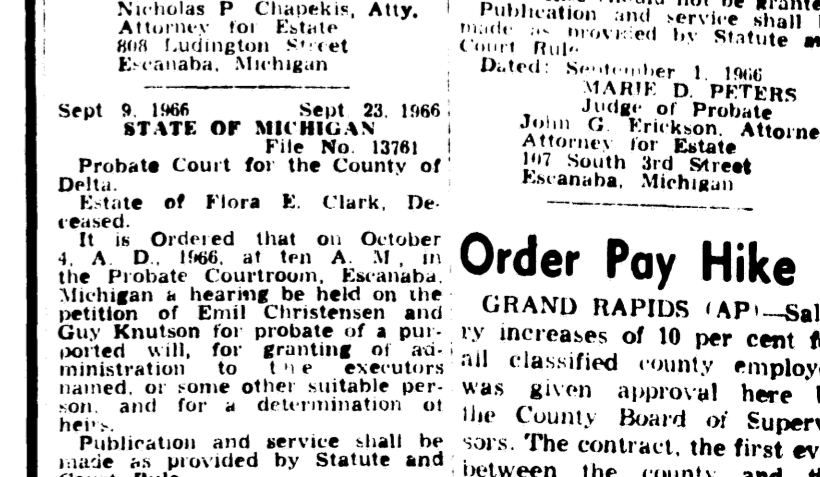 Nicholas P. Chapekis, Atty.
Attorney for Estate
808 Ludington Street
Escanaba, Michigan
Sept 9, 1966 Sept 23, 1966
STATE OF MICHIGAN
File No. 13761
Probate Court for the County of
Delta.
Estate of Flora E. Clark, De-
ceased.
It is Ordered that on October
4, A. D., 1966, at ten A. M., in
the Probate Courtroom, Escanaba,
Michigan a hearing be held on the
petition of Emil Christensen and
Guy Knutson for probate of a pur-
ported will, for granting of ad-
ministration to the executors
named, or some other suitable per-
son, and for a determination of
heirs.
Publication and service shall be
made as provided by Statute and
Court Rule
not be
Publication and service shall
made as provided by Statute
Court Rule
Dated: September 1, 1966
MARIE D. PETERS
Judge of Probate
John G. Erickson, Attorne
Attorney for Estate
107 South 3rd Street
Escanaba, Michigan
Order Pay Hike
GRAND RAPIDS (AP)—Sal
ry increases of 10 per cent f
all classified county employe
was given approval here
the County Board of Superv
sors. The contract, the first ev
between the county and